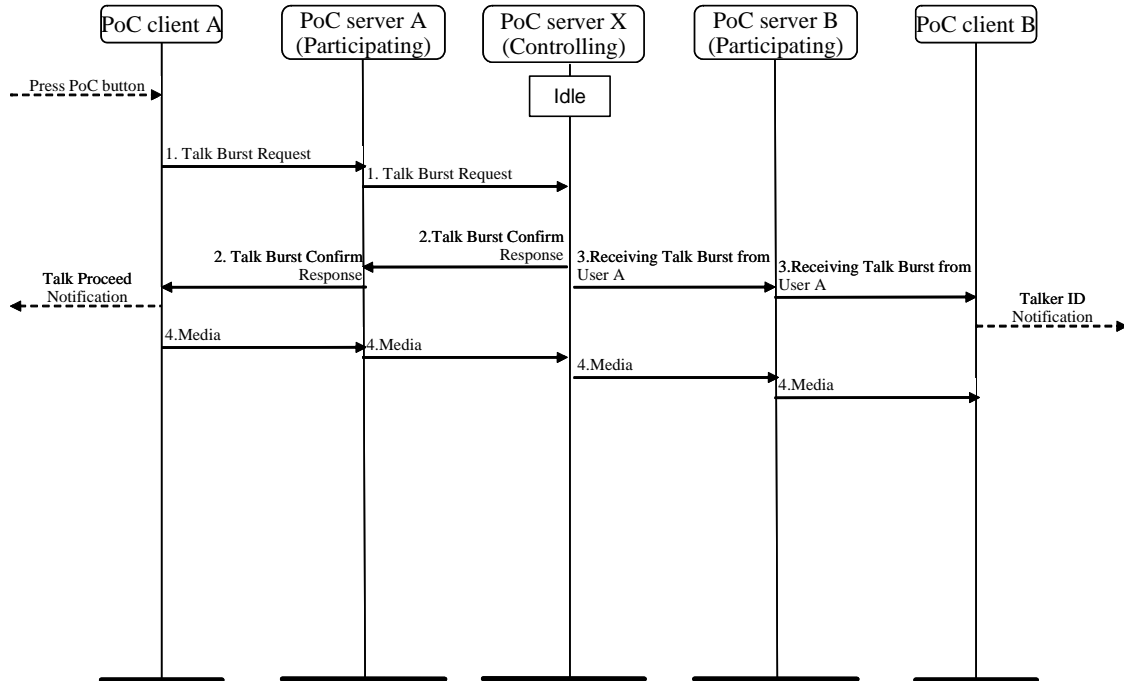 PoC client A
PoC server A
(Participating)
PoC server X
(Controlling)
PoC server B
(Participating)
PoC client B
Press PoC button
Idle
1. Talk Burst Request
1. Talk Burst Request
2.Talk Burst Confirm
Response
2. Talk Burst Confirm
Response
3.Receiving Talk Burst from
User A
3.Receiving Talk Burst from
User A
Talk Proceed
Notification
Talker ID
Notification
4.Media
4.Media
4.Media
4.Media